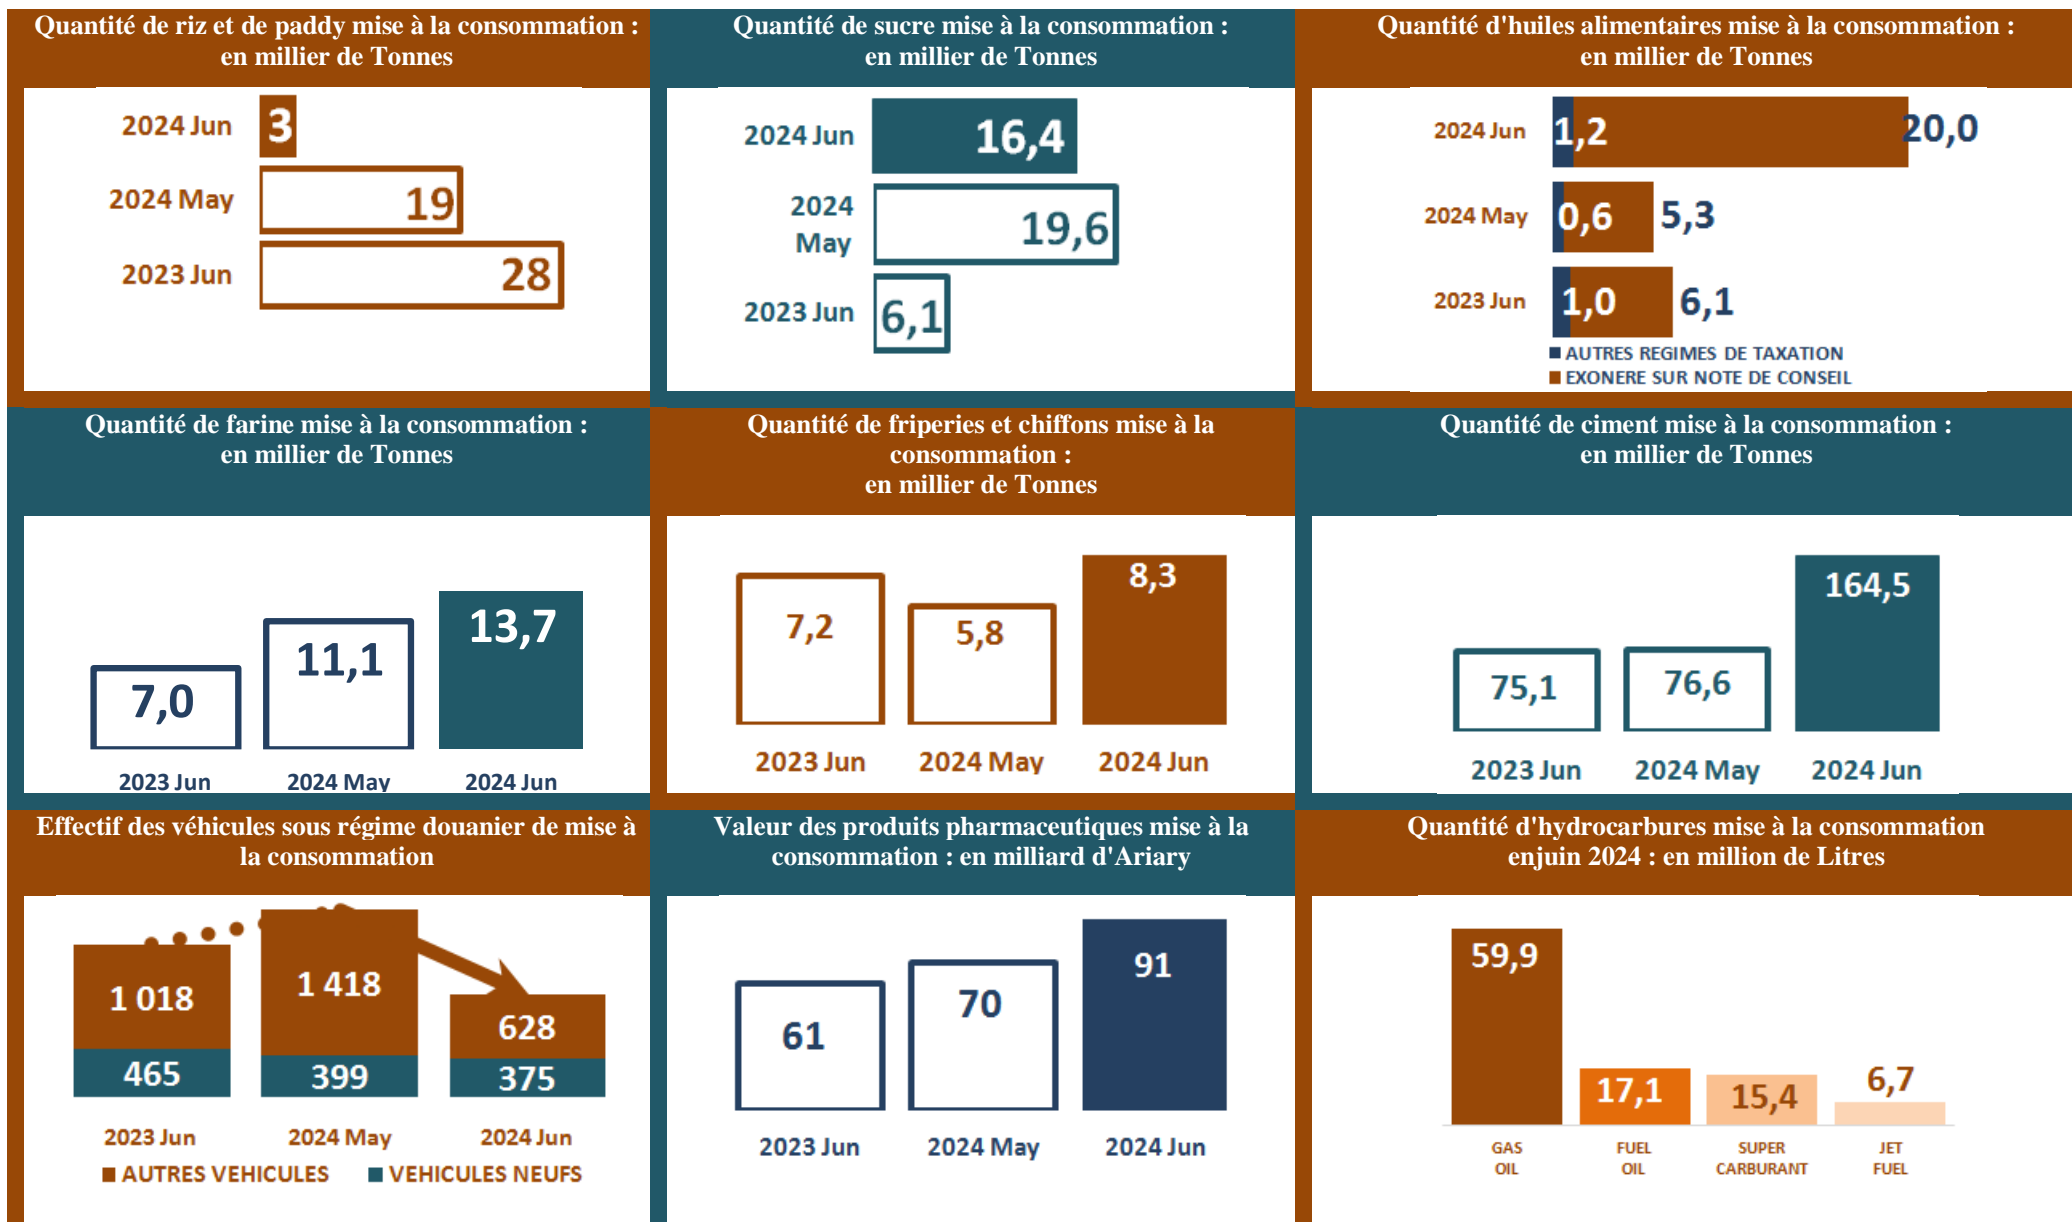 Quantité de riz et de paddy mise à la consommation :
en millier de Tonnes
2024 Jun
3
2024 May
19
2023 Jun
28
Quantité de sucre mise à la consommation :
en millier de Tonnes
2024 Jun
16,4
2024
May
19,6
2023 Jun
6,1
Quantité d'huiles alimentaires mise à la consommation :
en millier de Tonnes
2024 Jun
1,2
20,0
2024 May
0,6
5,3
2023 Jun
1,0
6,1
AUTRES REGIMES DE TAXATION
EXONERE SUR NOTE DE CONSEIL
Quantité de farine mise à la consommation :
en millier de Tonnes
7,0
11,1
13,7
2023 Jun
2024 May
2024 Jun
Quantité de friperies et chiffons mise à la
consommation :
en millier de Tonnes
7,2
5,8
8,3
2023 Jun
2024 May
2024 Jun
Quantité de ciment mise à la consommation :
en millier de Tonnes
75,1
76,6
164,5
2023 Jun
2024 May
2024 Jun
Effectif des véhicules sous régime douanier de mise à
la consommation
1 018
1 418
628
465
399
375
2023 Jun
2024 May
2024 Jun
AUTRES VEHICULES
VEHICULES NEUFS
Valeur des produits pharmaceutiques mise à la
consommation : en milliard d'Ariary
61
70
91
2023 Jun
2024 May
2024 Jun
Quantité d'hydrocarbures mise à la consommation
enjuin 2024 : en million de Litres
59,9
17,1
15,4
6,7
GAS
OIL
FUEL
OIL
SUPER
CARBURANT
JET
FUEL